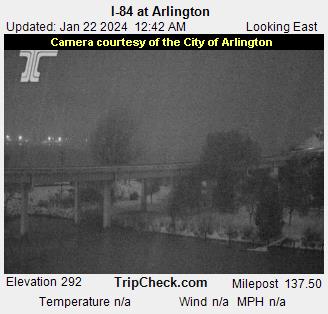 I-84 at Arlington
Updated: Jan 22 2024 12:42 AM Looking East
Camera courtesy of the City of Arlington
Elevation 292 TripCheck.com Milepost 137.50
Temperature n/a Wind n/a MPH n/a